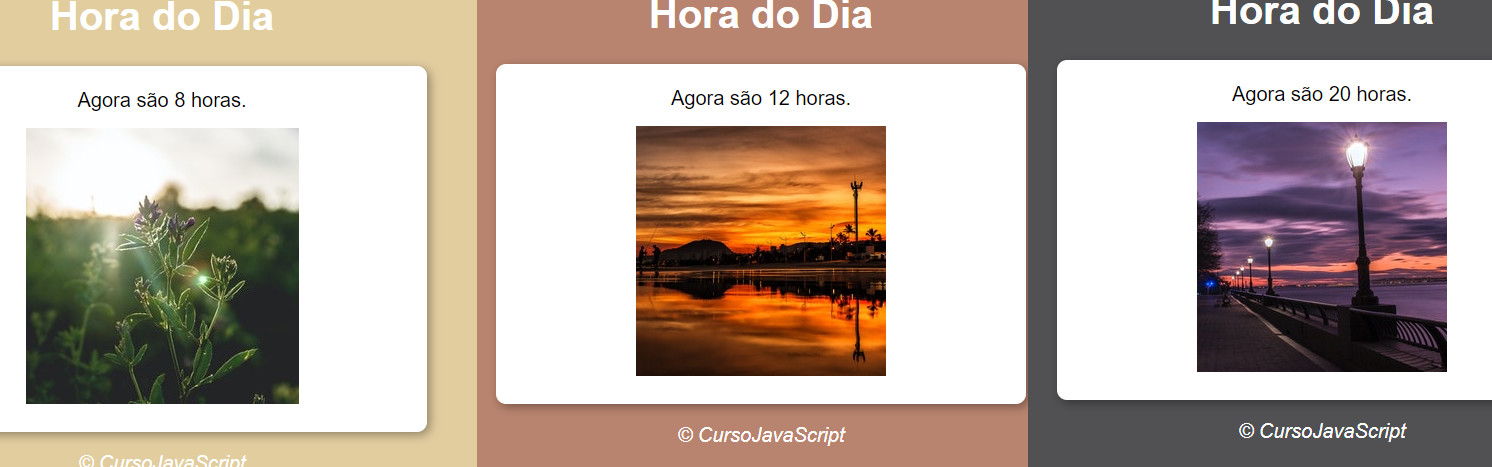 Hora do Dia
Agora são 8 horas.
© CursoJavaScript
Hora do Dia
Agora são 12 horas.
© CursoJavaScript
Hora do Dia
Agora são 20 horas.
© CursoJavaScript